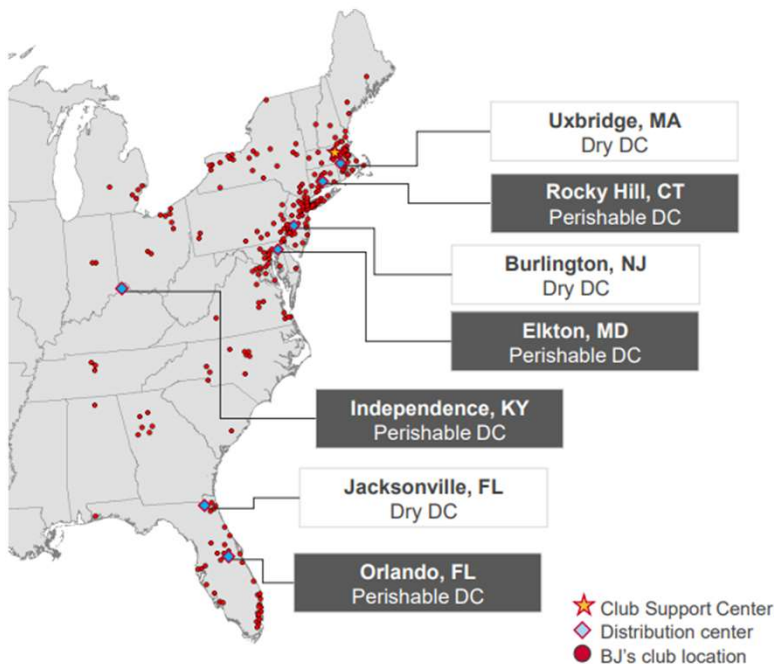 Uxbridge, MA
Dry DC
Rocky Hill, CT
Perishable DC
Burlington, NJ
Dry DC
Elkton, MD
Perishable DC
Independence, KY
Perishable DC
Jacksonville, FL
Dry DC
Orlando, FL
Perishable DC
Club Support Center
Distribution center
BJ's club location